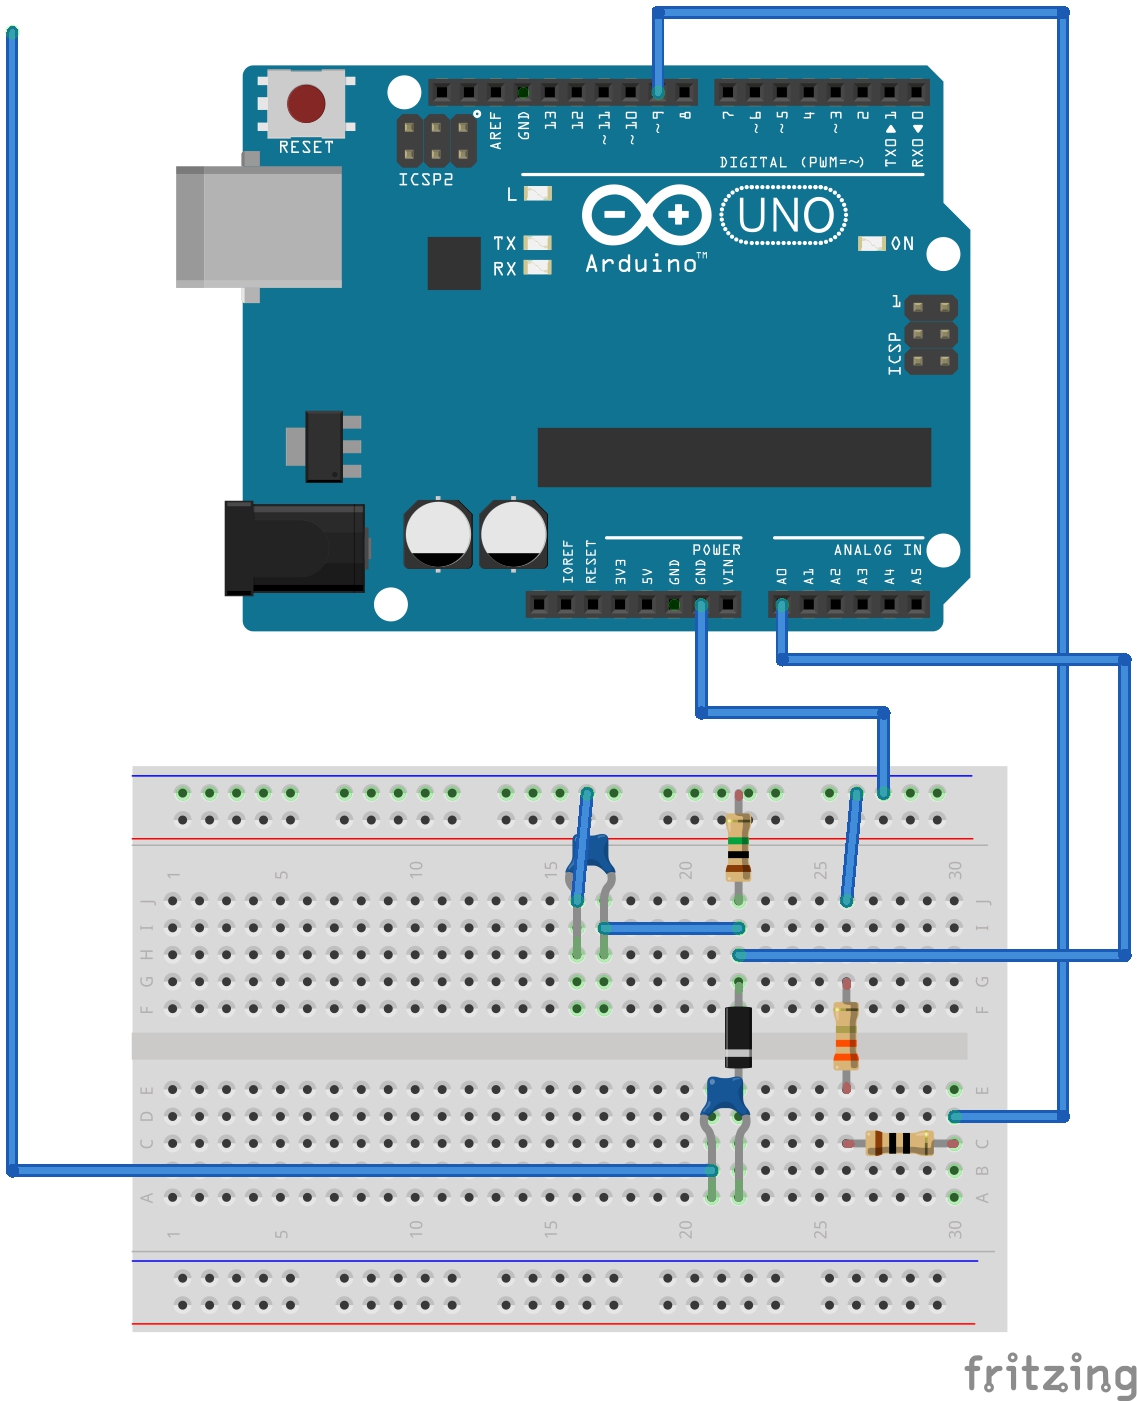 RESET
ICSP2
AREF
GND
13
12
~11
~10
~9
8
7
~6
~5
4
~3
2
TX0▶1
RX0◀0
DIGITAL (PWM=~)
L
TX
RX
UNO
Arduino™
ON
1
ICSP
IOREF
RESET
3V3
5V
GND
GND
VIN
POWER
A0
A1
A2
A3
A4
A5
ANALOG IN
1 5 10 15 20 25 30
J J
I I
H H
G G
F F
E E
D
C C
B B
A A
1 5 10 15 20 25 30
fritzing